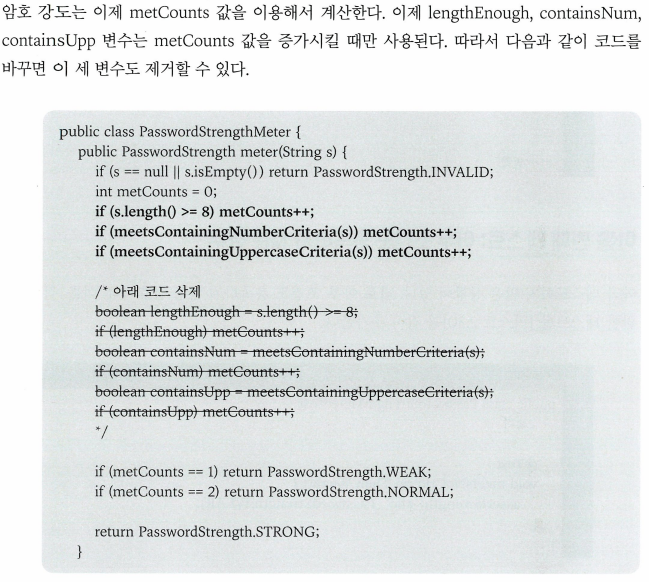 암호 강도는 이제 metCounts 값을 이용해서 계산한다. 이제 lengthEnough, containsNum,
containsUpp 변수는 metCounts 값을 증가시킬 때만 사용된다. 따라서 다음과 같이 코드를
바꾸면 이 세 변수도 제거할 수 있다.
public class PasswordStrengthMeter {
public PasswordStrength meter(String s) {
if (s == null || s.isEmpty()) return PasswordStrength.INVALID;
int metCounts = 0;
if (s.length() >= 8) metCounts++;
if (meetsContainingNumberCriteria(s)) metCounts++;
if (meetsContainingUppercaseCriteria(s)) metCounts++;
/* 아래 코드 삭제
boolean lengthEnough = s.length() >= 8;
if (lengthEnough) metCounts++;
boolean containsNum = meetsContainingNumberCriteria(s);
if (containsNum) metCounts++;
boolean containsUpp = meetsContainingUppercaseCriteria(s);
if (containsUpp) metCounts++;
*/
if (metCounts == 1) return PasswordStrength.WEAK;
if (metCounts == 2) return PasswordStrength.NORMAL;
return PasswordStrength.STRONG;
}